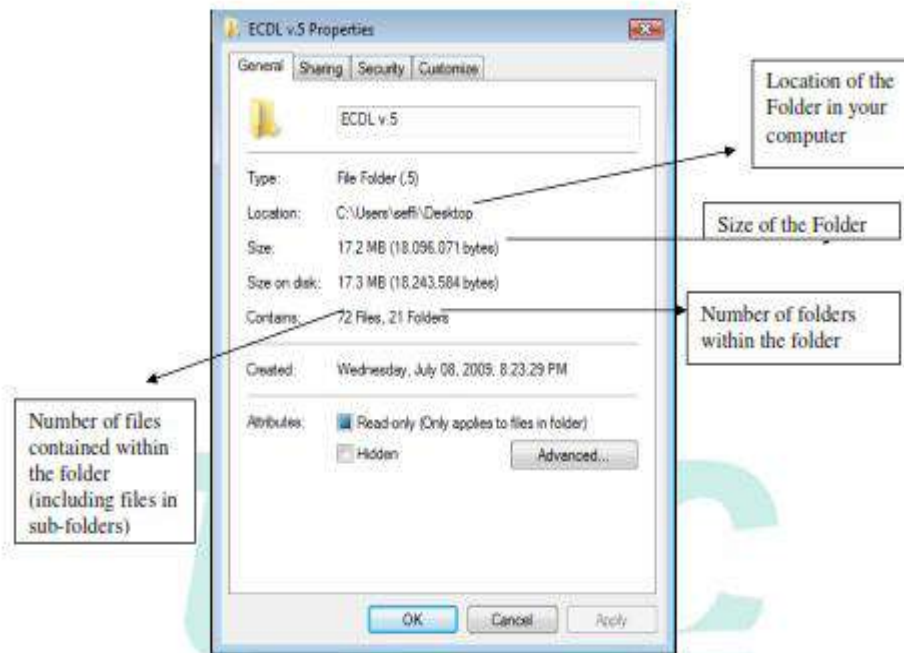 ECDL v.5 Properties
General Sharing Security Customize
ECDL v.5
Type: File Folder (.5)
Location: C:\Users\seffi\Desktop
Size: 17.2 MB (18,096,071 bytes)
Size on disk: 17.3 MB (18,243,584 bytes)
Contains: 72 Files, 21 Folders
Created: Wednesday, July 08, 2009, 8:23:29 PM
Attributes: Read-only (Only applies to files in folder)
Hidden
Advanced...
OK Cancel Apply
Location of the
Folder in your
computer
Size of the Folder
Number of folders
within the folder
Number of files
contained within
the folder
(including files in
sub-folders)